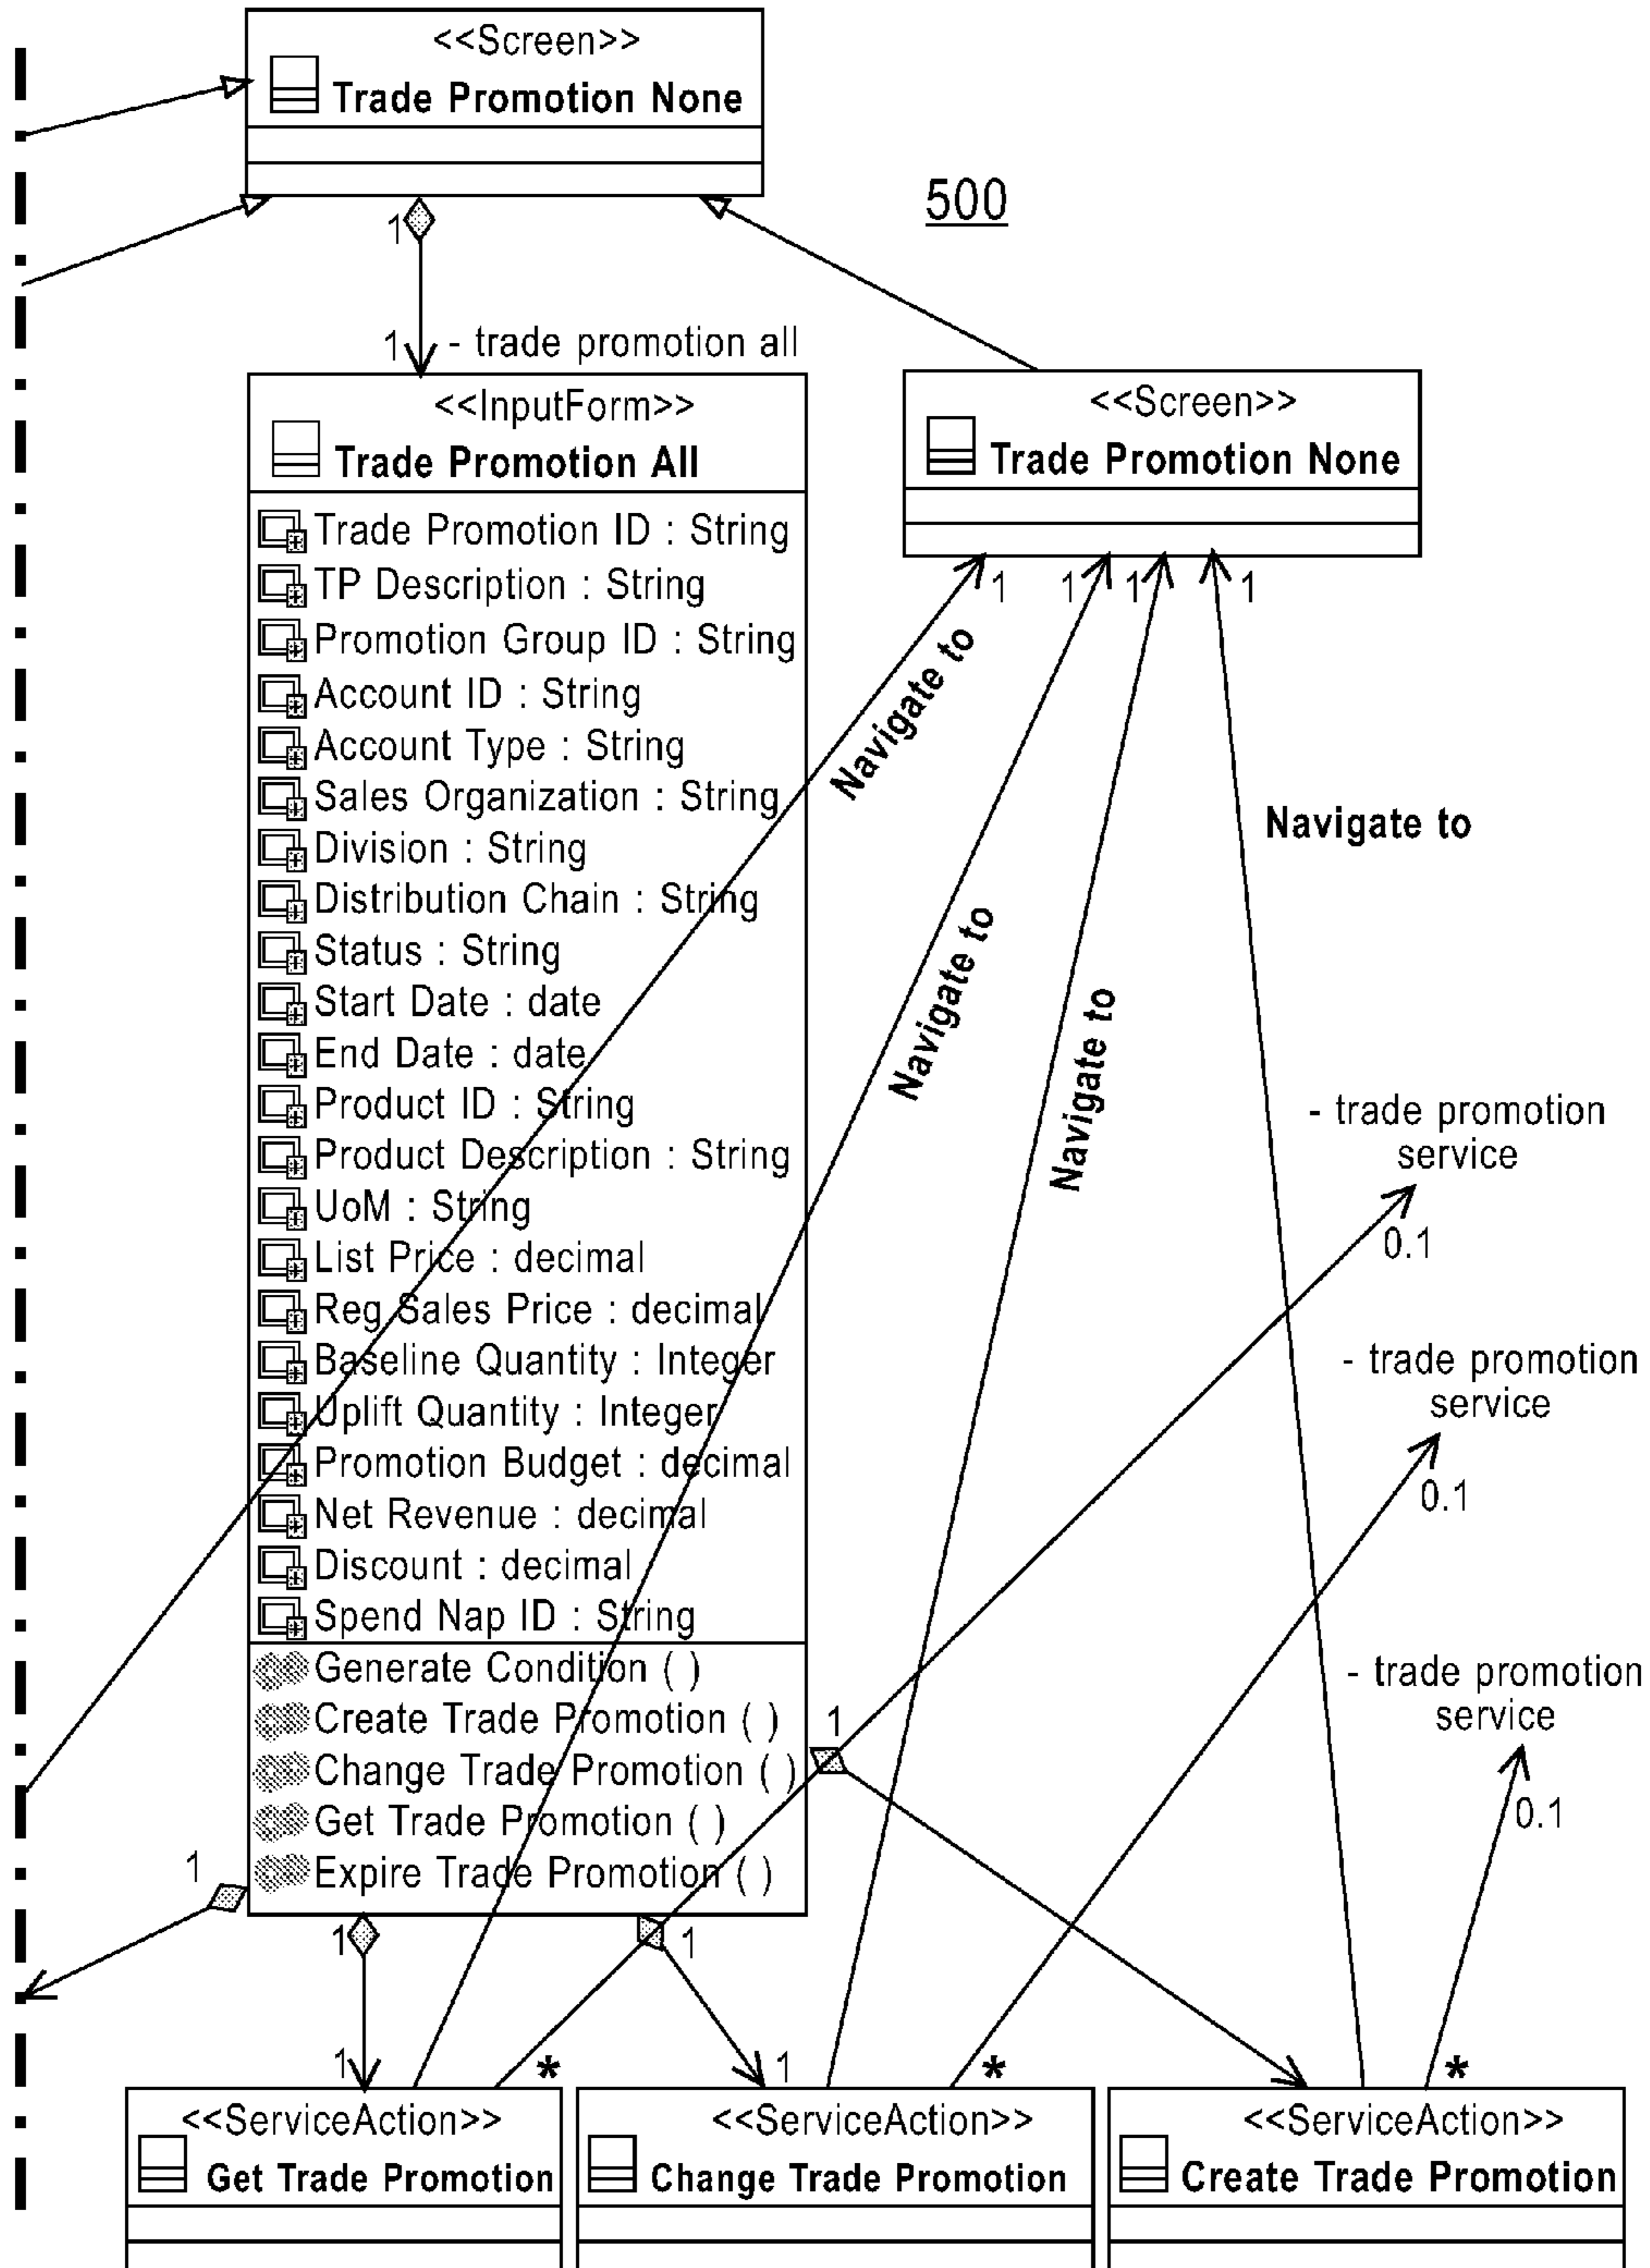 <<Screen>>
Trade Promotion None
500
1
1
- trade promotion all
<<InputForm>>
Trade Promotion All
Trade Promotion ID : String
TP Description : String
Promotion Group ID : String
Account ID : String
Account Type : String
Sales Organization : String
Division : String
Distribution Chain : String
Status : String
Start Date : date
End Date : date
Product ID : String
Product Description : String
UoM : String
List Price : decimal
Reg Sales Price : decimal
Baseline Quantity : Integer
Uplift Quantity : Integer
Promotion Budget : decimal
Net Revenue : decimal
Discount : decimal
Spend Nap ID : String
Generate Condition ( )
Create Trade Promotion ( )
Change Trade Promotion ( )
Get Trade Promotion ( )
Expire Trade Promotion ( )
<<Screen>>
Trade Promotion None
1
1
1
1
Navigate to
Navigate to
Navigate to
Navigate to
- trade promotion
service
0.1
- trade promotion
service
0.1
- trade promotion
service
0.1
1
1
1
1
1
1
*
*
*
<<ServiceAction>>
Get Trade Promotion
<<ServiceAction>>
Change Trade Promotion
<<ServiceAction>>
Create Trade Promotion